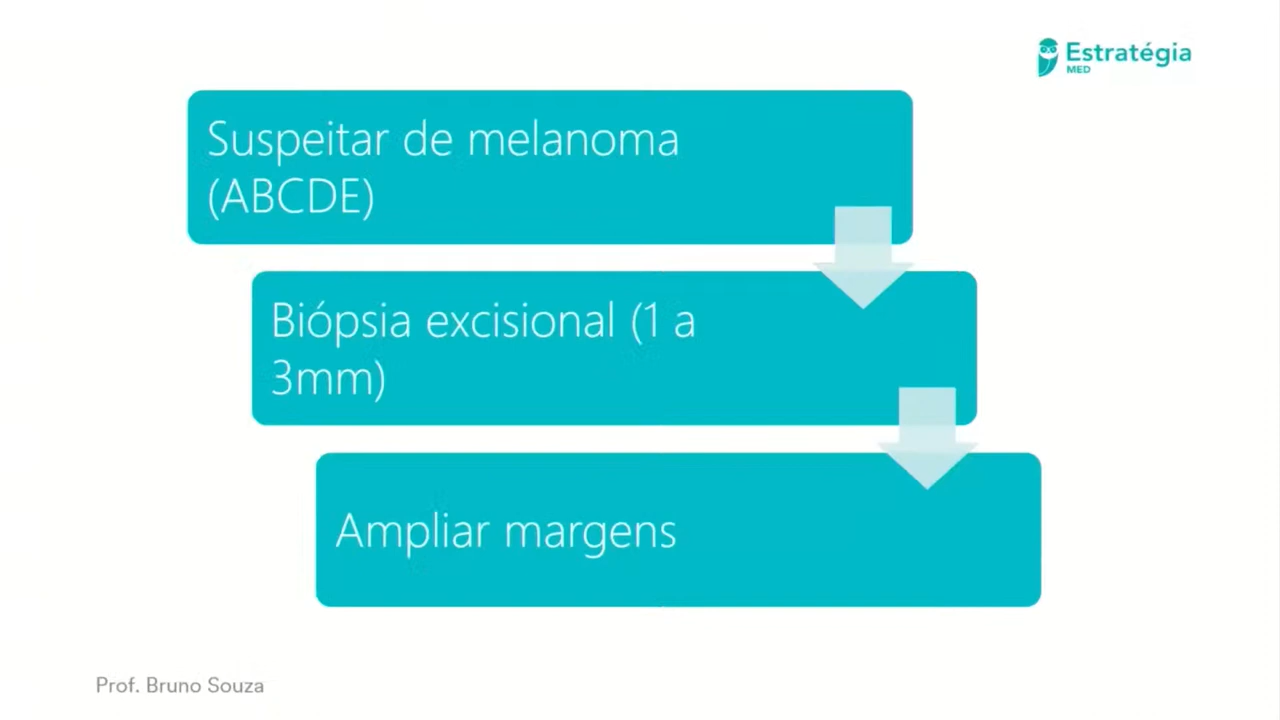 Estratégia
MED
Suspeitar de melanoma
(ABCDE)
Biópsia excisional (1 a
3mm)
Ampliar margens
Prof. Bruno Souza